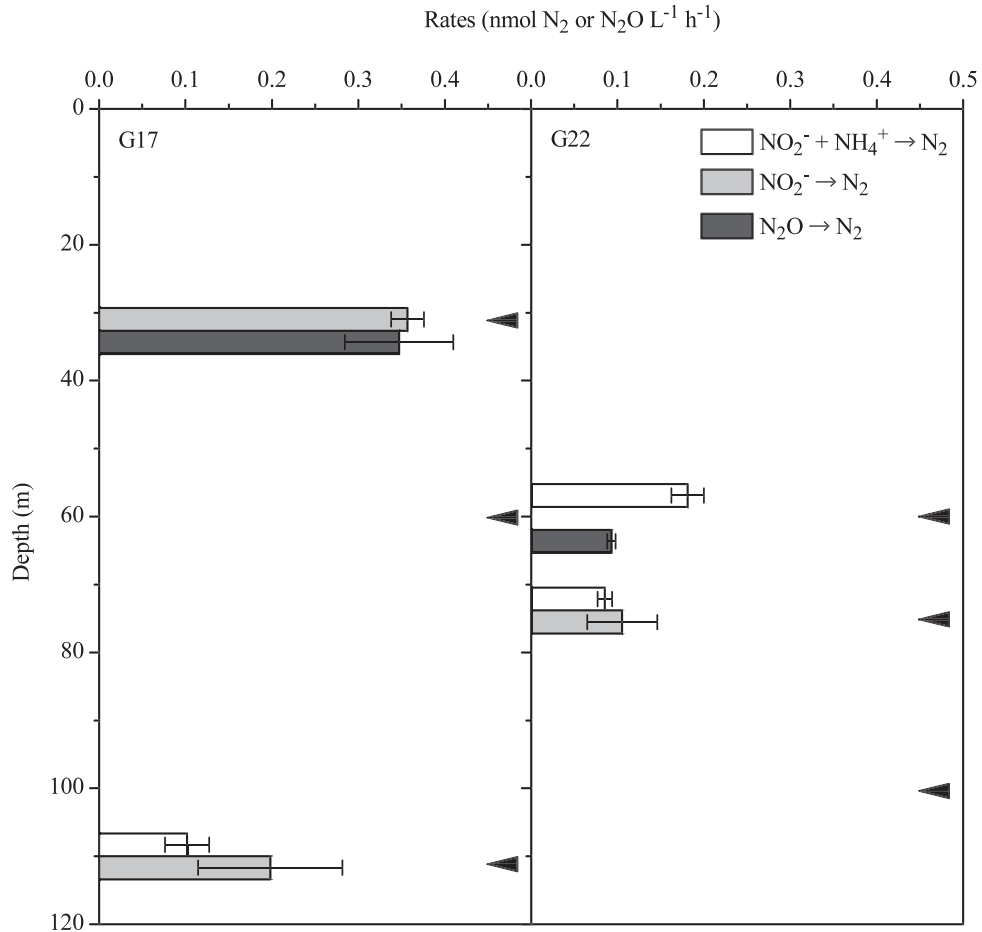 Rates (nmol N₂ or N₂O L⁻¹ h⁻¹)
0.0 0.1 0.2 0.3 0.4 0.0 0.1 0.2 0.3 0.4 0.5
G17
G22
NO₂⁻ + NH₄⁺ → N₂
NO₂⁻ → N₂
N₂O → N₂
Depth (m)
0
20
40
60
80
100
120